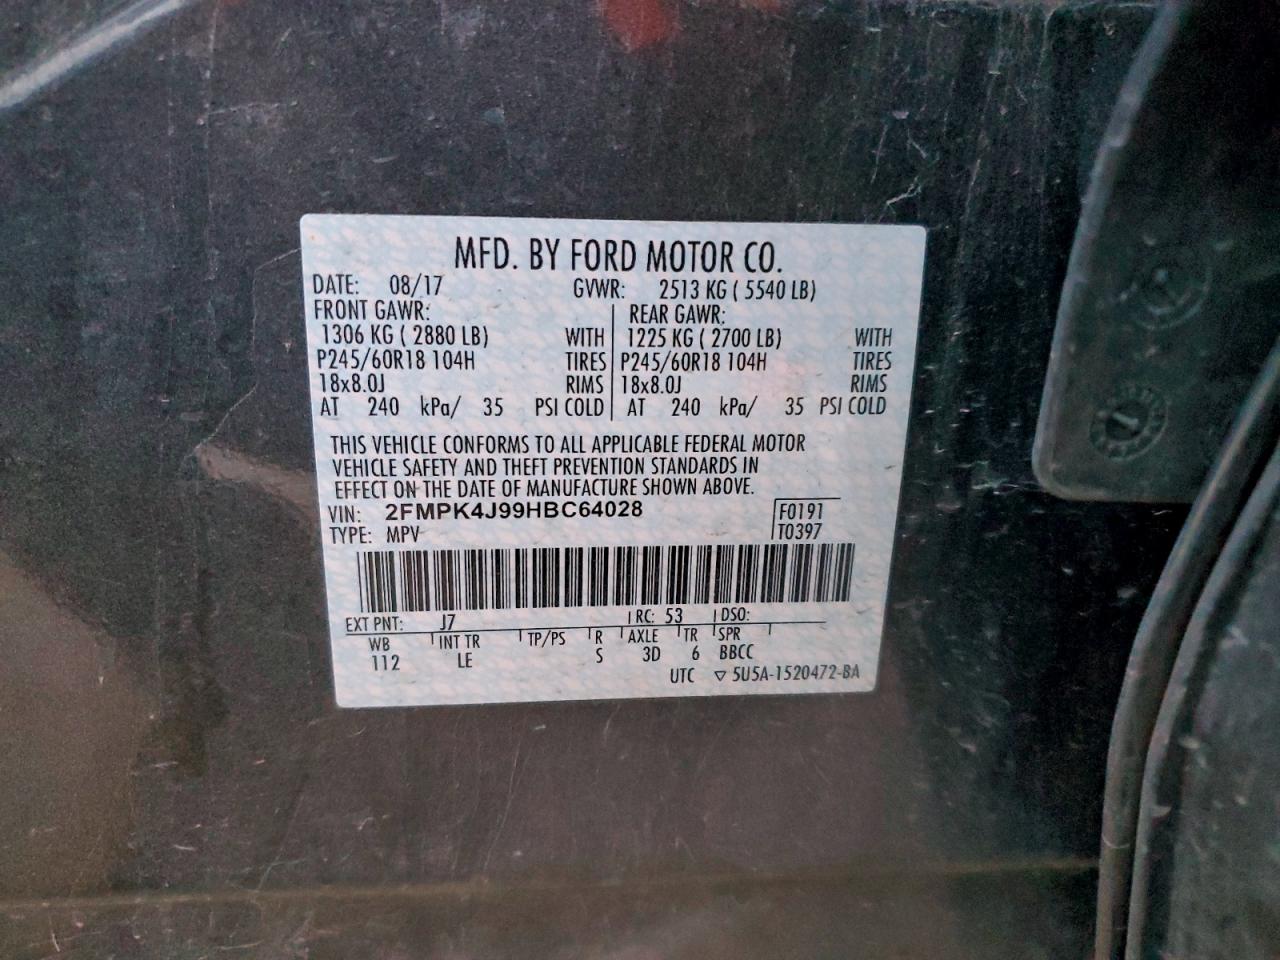 MFD. BY FORD MOTOR CO.
DATE: 08/17 GVWR: 2513 KG ( 5540 LB)
FRONT GAWR: REAR GAWR:
1306 KG ( 2880 LB) WITH 1225 KG ( 2700 LB) WITH
P245/60R18 104H TIRES P245/60R18 104H TIRES
18x8.0J RIMS 18x8.0J RIMS
AT 240 kPa/ 35 PSI COLD AT 240 kPa/ 35 PSI COLD
THIS VEHICLE CONFORMS TO ALL APPLICABLE FEDERAL MOTOR
VEHICLE SAFETY AND THEFT PREVENTION STANDARDS IN
EFFECT ON THE DATE OF MANUFACTURE SHOWN ABOVE.
VIN: 2FMPK4J99HBC64028 F0191
TYPE: MPV T0397
EXT PNT: J7 RC: 53 DSO:
WB INT TR TP/PS R AXLE TR SPR
112 LE S 3D 6 BBCC
UTC ▽ 5U5A-1520472-BA